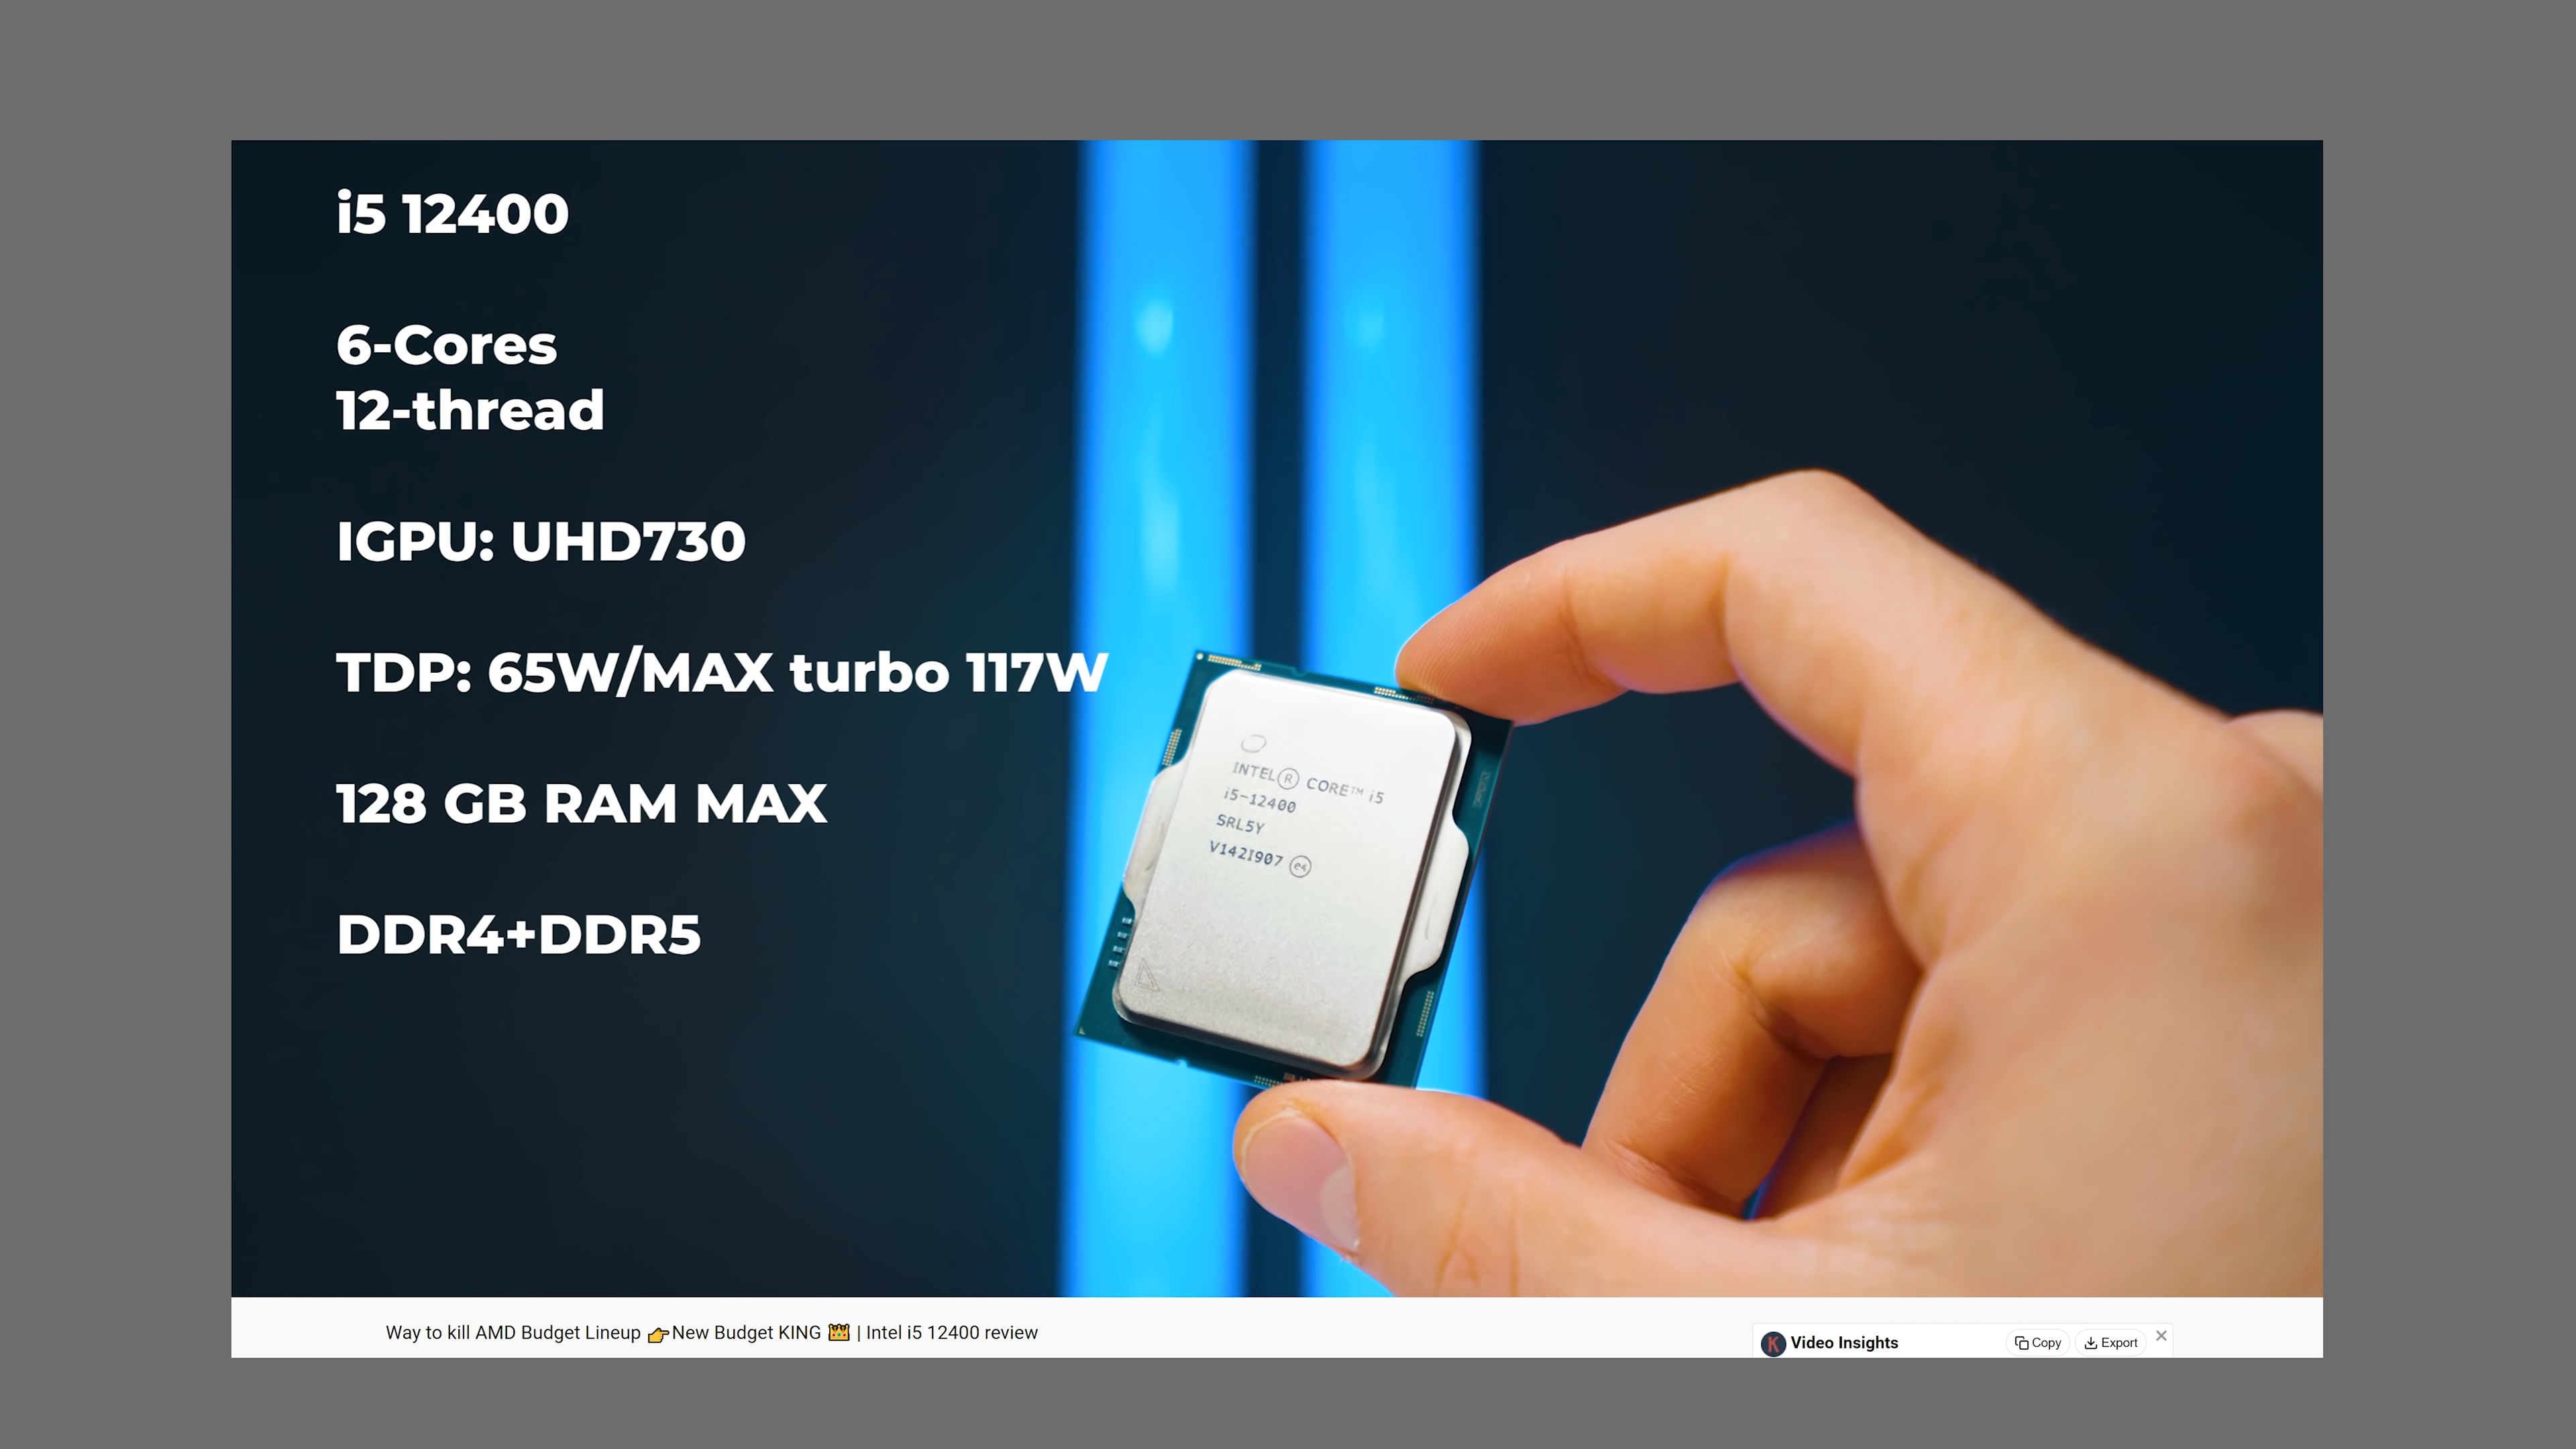 i5 12400
6-Cores
12-thread
IGPU: UHD730
TDP: 65W/MAX turbo 117W
128 GB RAM MAX
DDR4+DDR5
INTEL® CORE™ i5
i5-12400
SRL5Y
V142I907 e4
Way to kill AMD Budget Lineup 👉New Budget KING 👑 | Intel i5 12400 review
K Video Insights
Copy
Export